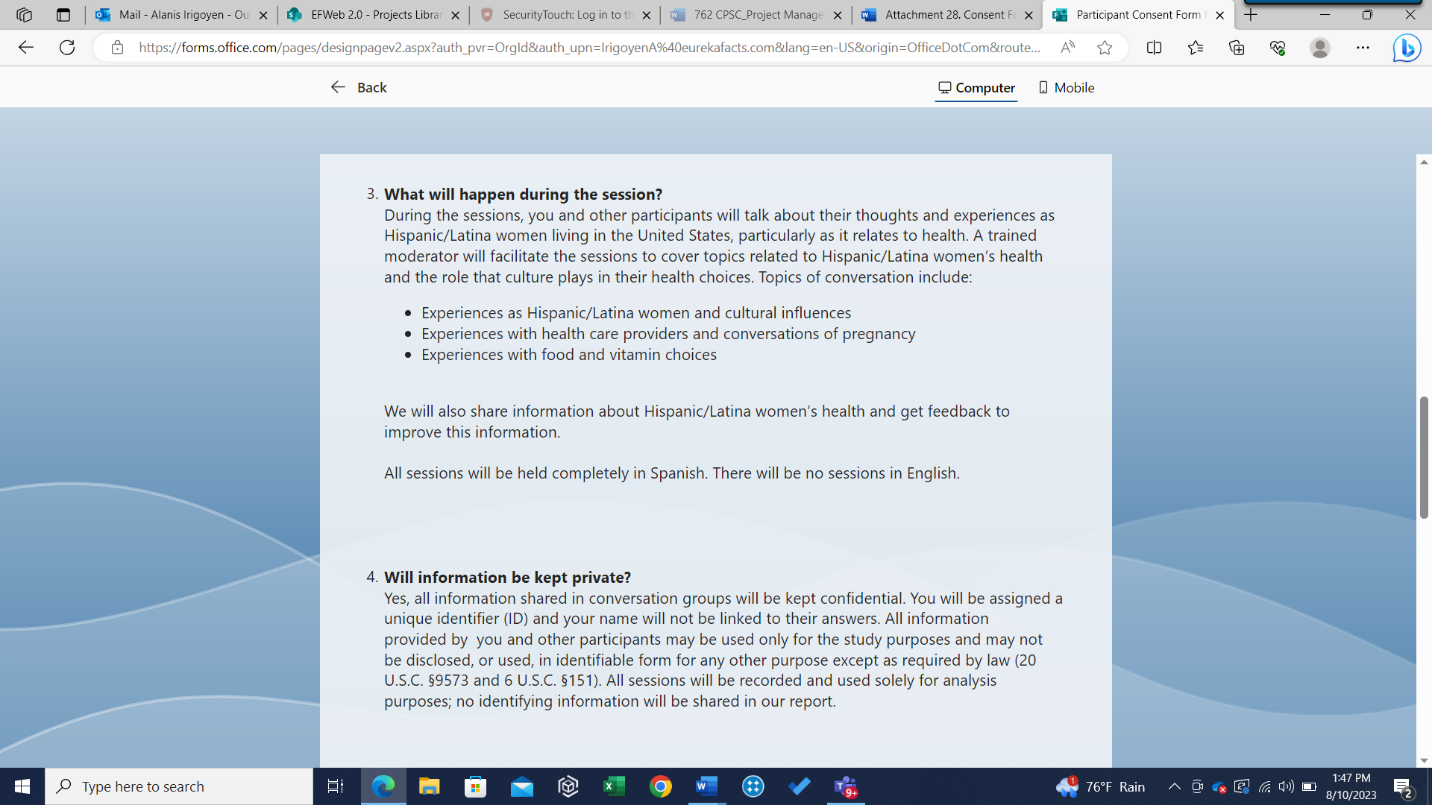 Mail - Alanis Irigoyen - Ou
EFWeb 2.0 - Projects Librar
SecurityTouch: Log in to th
762 CPSC_Project Manage
Attachment 28. Consent F
Participant Consent Form
https://forms.office.com/pages/designpagev2.aspx?auth_pvr=OrgId&auth_upn=IrigoyenA%40eurekafacts.com&lang=en-US&origin=OfficeDotCom&route...
Back
Computer
Mobile
3. What will happen during the session?
During the sessions, you and other participants will talk about their thoughts and experiences as
Hispanic/Latina women living in the United States, particularly as it relates to health. A trained
moderator will facilitate the sessions to cover topics related to Hispanic/Latina women's health
and the role that culture plays in their health choices. Topics of conversation include:
• Experiences as Hispanic/Latina women and cultural influences
• Experiences with health care providers and conversations of pregnancy
• Experiences with food and vitamin choices
We will also share information about Hispanic/Latina women's health and get feedback to
improve this information.
All sessions will be held completely in Spanish. There will be no sessions in English.
4. Will information be kept private?
Yes, all information shared in conversation groups will be kept confidential. You will be assigned a
unique identifier (ID) and your name will not be linked to their answers. All information
provided by you and other participants may be used only for the study purposes and may not
be disclosed, or used, in identifiable form for any other purpose except as required by law (20
U.S.C. §9573 and 6 U.S.C. §151). All sessions will be recorded and used solely for analysis
purposes; no identifying information will be shared in our report.
Type here to search
9+
1
76°F Rain
1:47 PM
8/10/2023
2